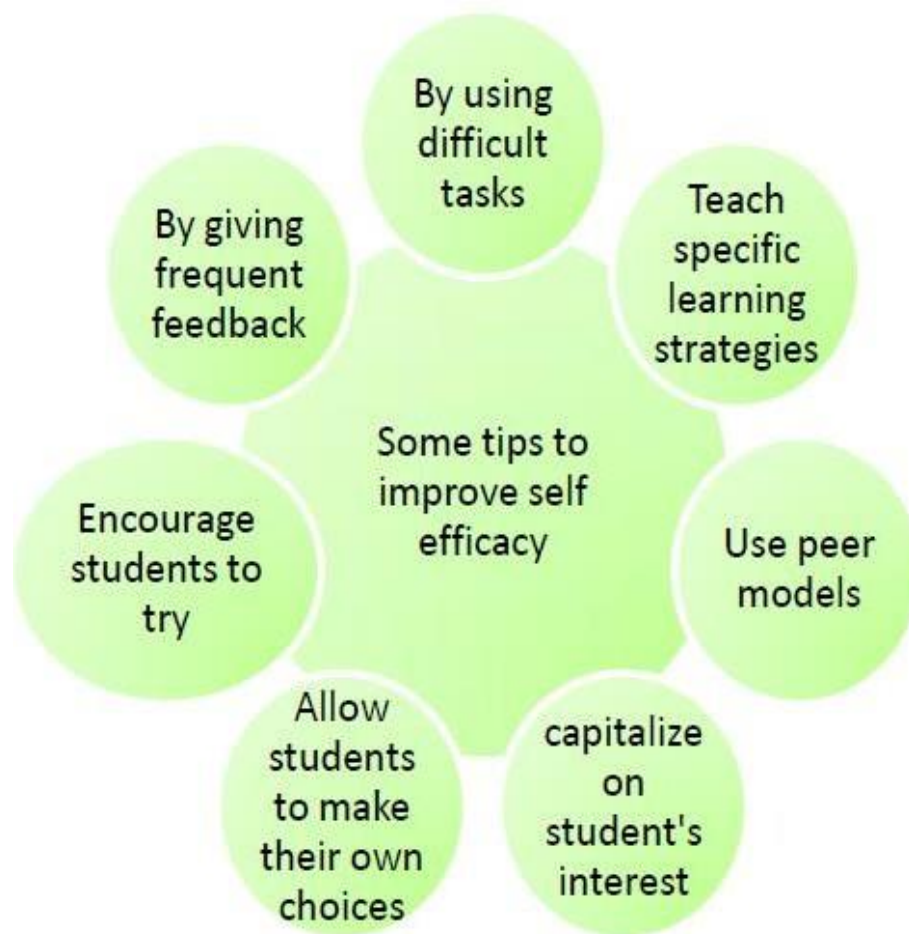 By using
difficult
tasks
Teach
specific
learning
strategies
Use peer
models
capitalize
on
student's
interest
Allow
students
to make
their own
choices
Encourage
students to
try
By giving
frequent
feedback
Some tips to
improve self
efficacy